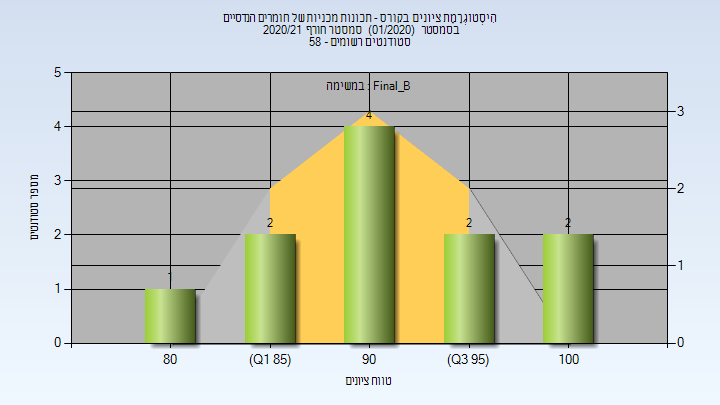 הִיסְטוֹגְרָמַת ציונים בקורס - תכונות מכניות של חומרים הנדסיים
בסמסטר (01/2020) סמסטר חורף 2020/21
סטודנטים רשומים - 58
במשימה : Final_B
מספר סטודנטים
5
4
3
2
1
0
3
2
1
0
1
2
4
2
2
80
(Q1 85)
90
(Q3 95)
100
טווח ציונים